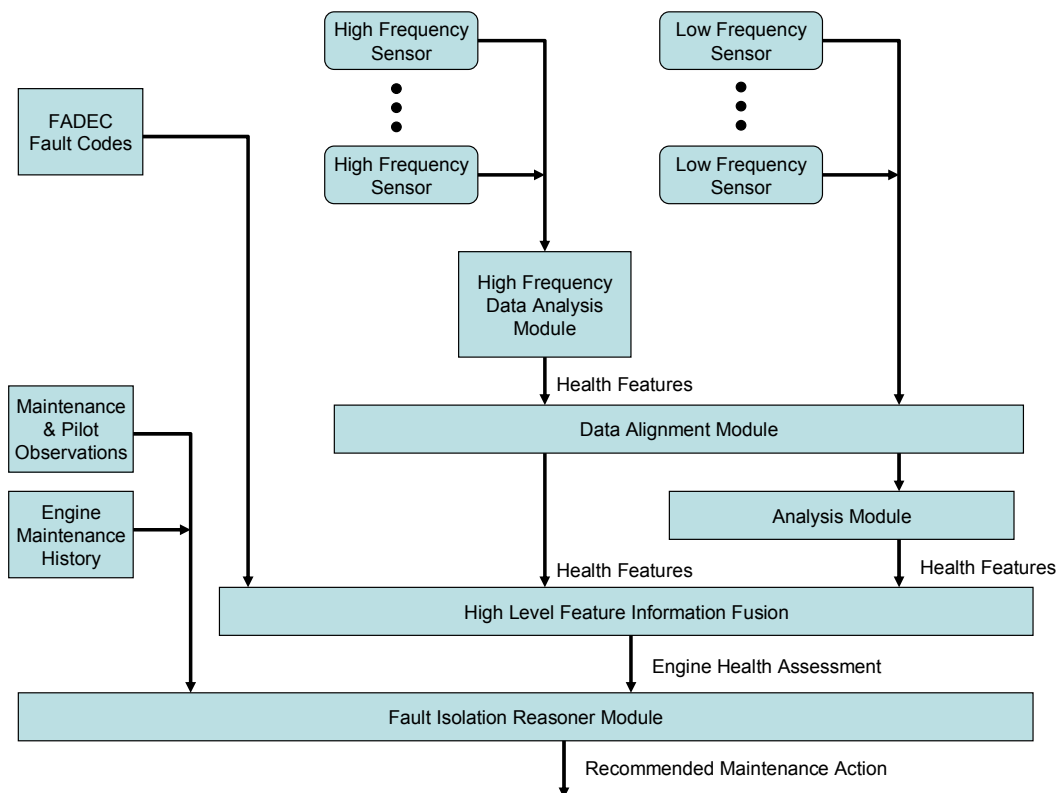 High Frequency
Sensor
Low Frequency
Sensor
FADEC
Fault Codes
High Frequency
Sensor
Low Frequency
Sensor
High Frequency
Data Analysis
Module
Health Features
Maintenance
& Pilot
Observations
Data Alignment Module
Engine
Maintenance
History
Analysis Module
Health Features
Health Features
High Level Feature Information Fusion
Engine Health Assessment
Fault Isolation Reasoner Module
Recommended Maintenance Action